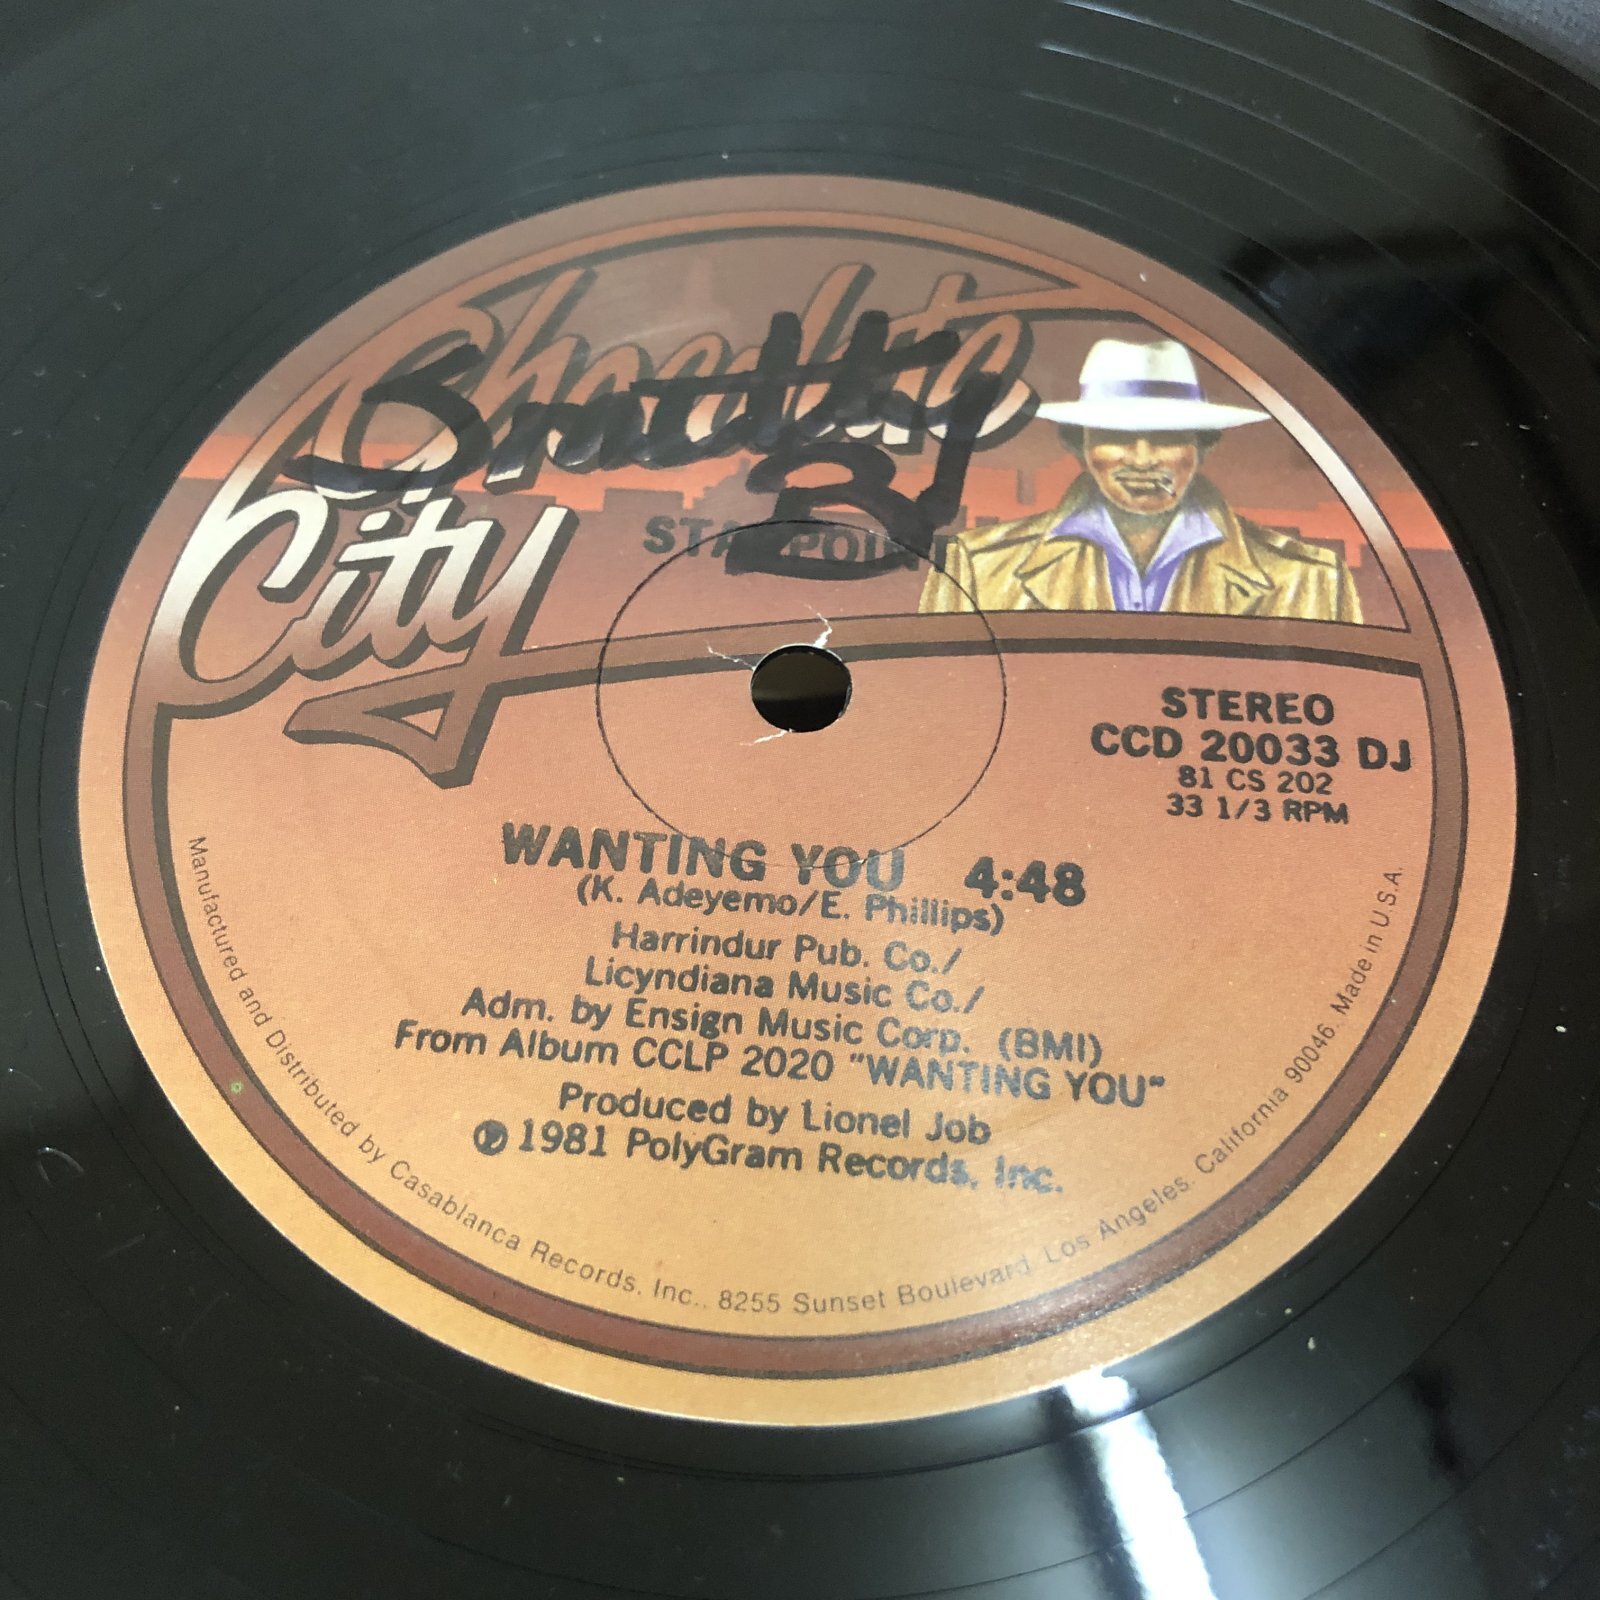 Chocolate
City
Smitty
B
STARPOINT
STEREO
CCD 20033 DJ
81 CS 202
33 1/3 RPM
WANTING YOU 4:48
(K. Adeyemo/E. Phillips)
Harrindur Pub. Co./
Licyndiana Music Co./
Adm. by Ensign Music Corp. (BMI)
From Album CCLP 2020 "WANTING YOU"
Produced by Lionel Job
Ⓟ 1981 PolyGram Records, Inc.
Manufactured and Distributed by Casablanca Records, Inc., 8255 Sunset Boulevard, Los Angeles, California 90046. Made in U.S.A.